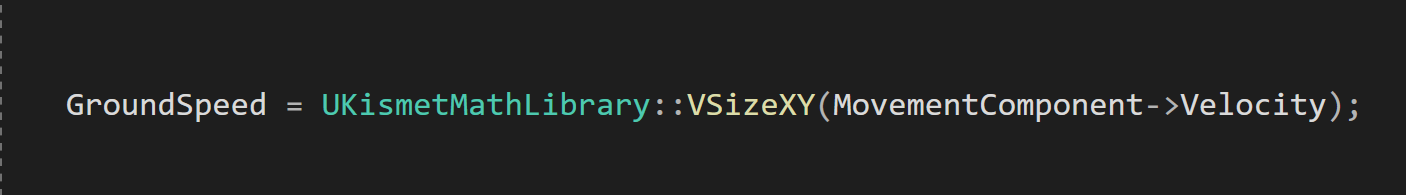 GroundSpeed = UKismetMathLibrary::VSizeXY(MovementComponent->Velocity);